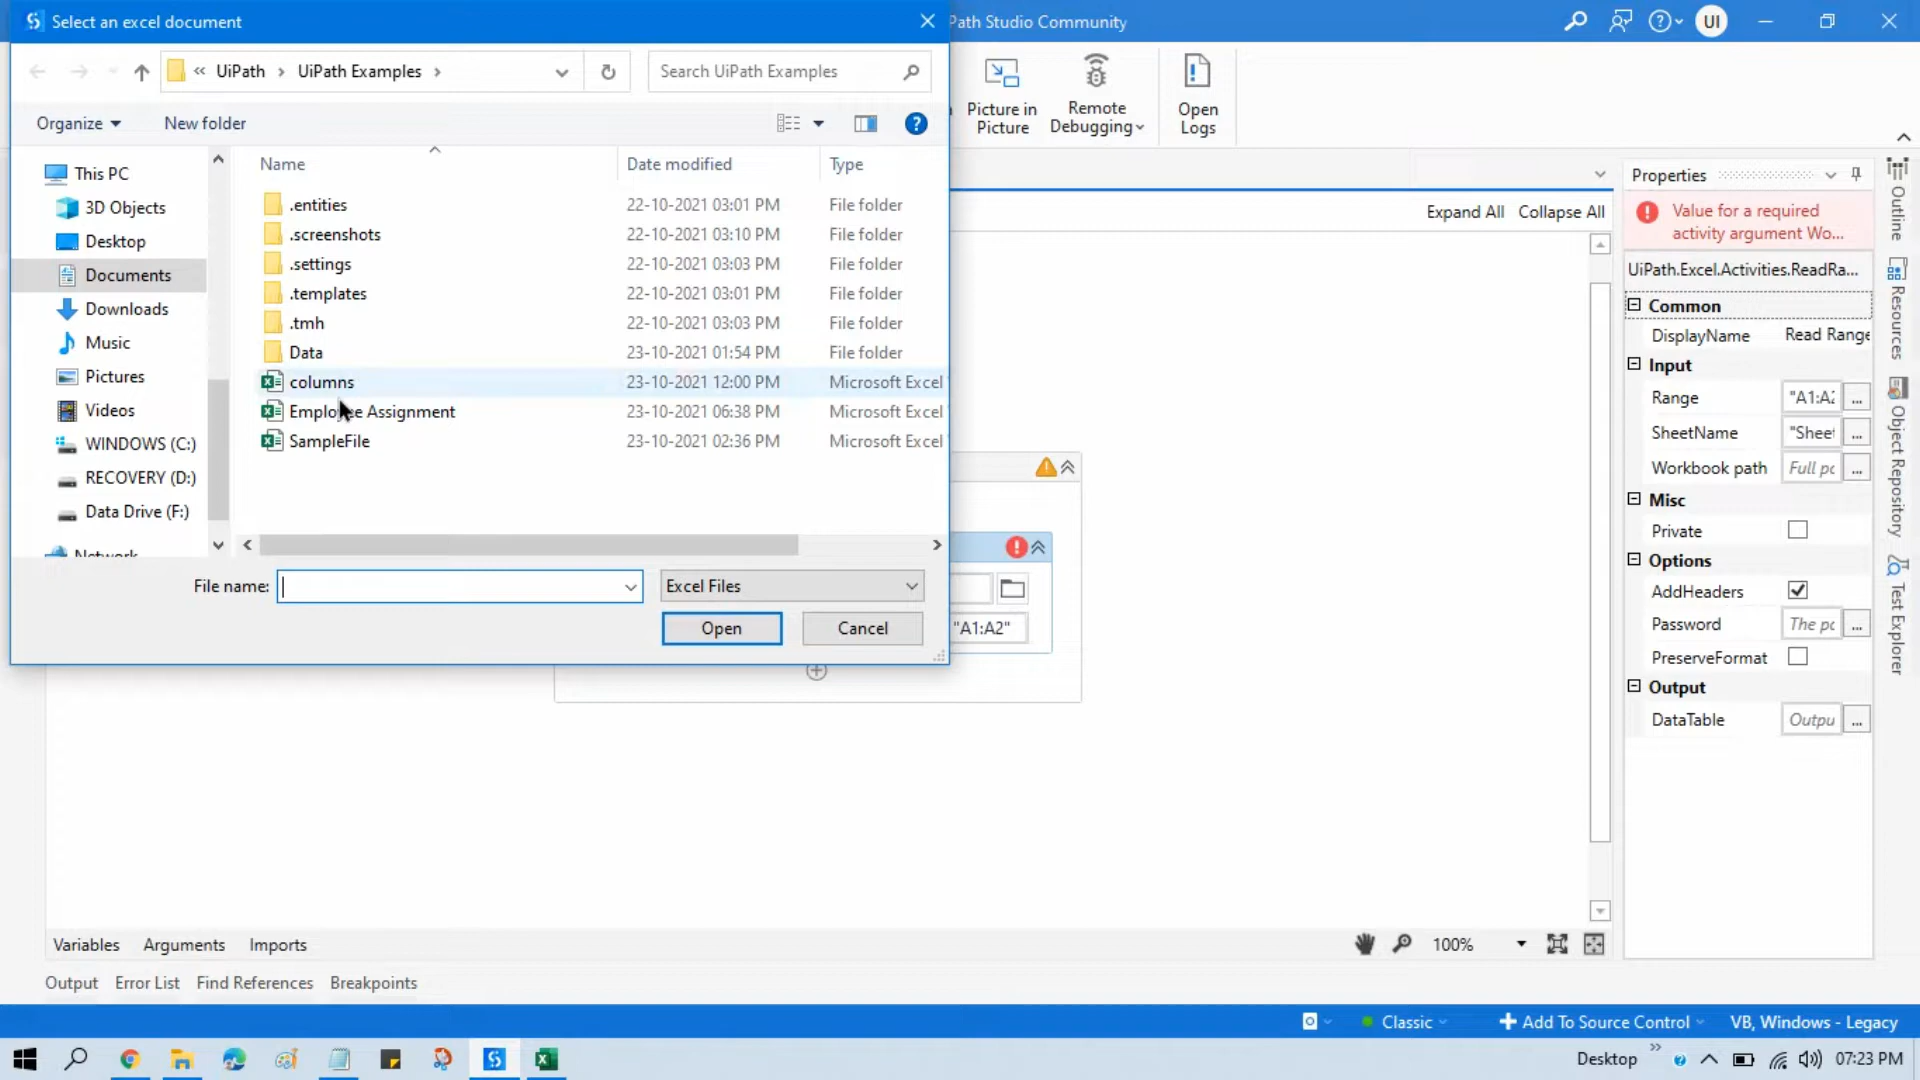 Select an excel document
Path Studio Community
UI
« UiPath › UiPath Examples ›
Search UiPath Examples
Organize
New folder
Picture in
Picture
Remote
Debugging
Open
Logs
Name
Date modified
Type
This PC
3D Objects
Desktop
Documents
Downloads
Music
Pictures
Videos
WINDOWS (C:)
RECOVERY (D:)
Data Drive (F:)
Network
.entities 22-10-2021 03:01 PM File folder
.screenshots 22-10-2021 03:10 PM File folder
.settings 22-10-2021 03:03 PM File folder
.templates 22-10-2021 03:01 PM File folder
.tmh 22-10-2021 03:03 PM File folder
Data 23-10-2021 01:54 PM File folder
columns 23-10-2021 12:00 PM Microsoft Excel
Employee Assignment 23-10-2021 06:38 PM Microsoft Excel
SampleFile 23-10-2021 02:36 PM Microsoft Excel
File name:
Excel Files
Open
Cancel
Expand All
Collapse All
"A1:A2"
Properties
Value for a required
activity argument Wo...
UiPath.Excel.Activities.ReadRa...
Common
DisplayName Read Range
Input
Range "A1:A2 ...
SheetName "Sheet ...
Workbook path Full pa ...
Misc
Private
Options
AddHeaders
Password The pa ...
PreserveFormat
Output
DataTable Outpu ...
Outline
Resources
Object Repository
Test Explorer
Variables
Arguments
Imports
100%
Output
Error List
Find References
Breakpoints
Classic
Add To Source Control
VB, Windows - Legacy
Desktop
07:23 PM